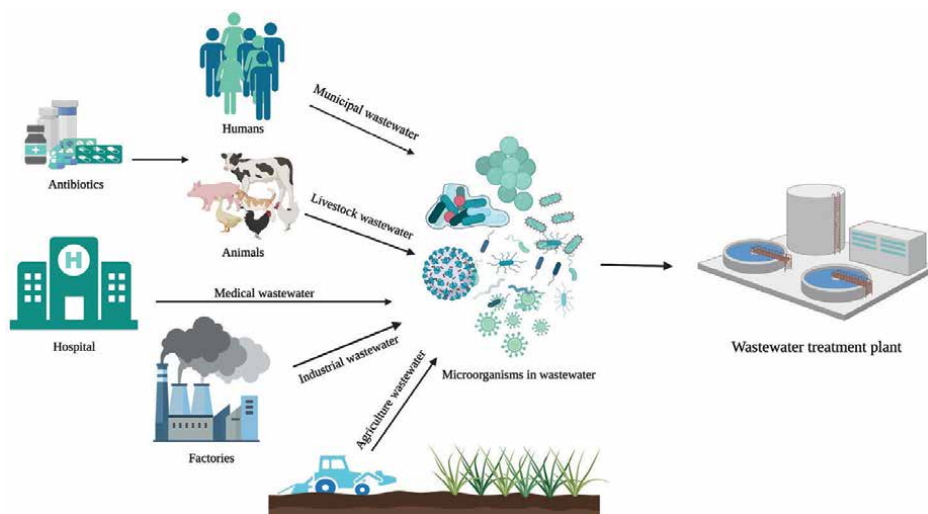 Humans
Municipal wastewater
Antibiotics
Animals
Livestock wastewater
H
Hospital
Medical wastewater
Industrial wastewater
Factories
Agriculture wastewater
Microorganisms in wastewater
Wastewater treatment plant